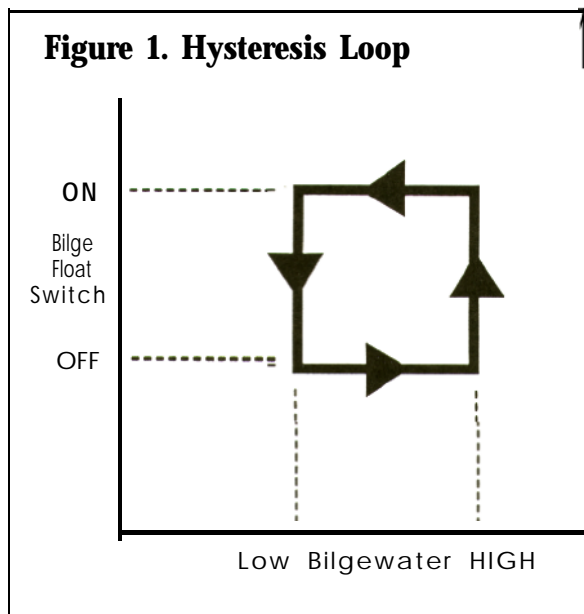 Figure 1. Hysteresis Loop
ON
Bilge
Float
Switch
OFF
Low Bilgewater HIGH